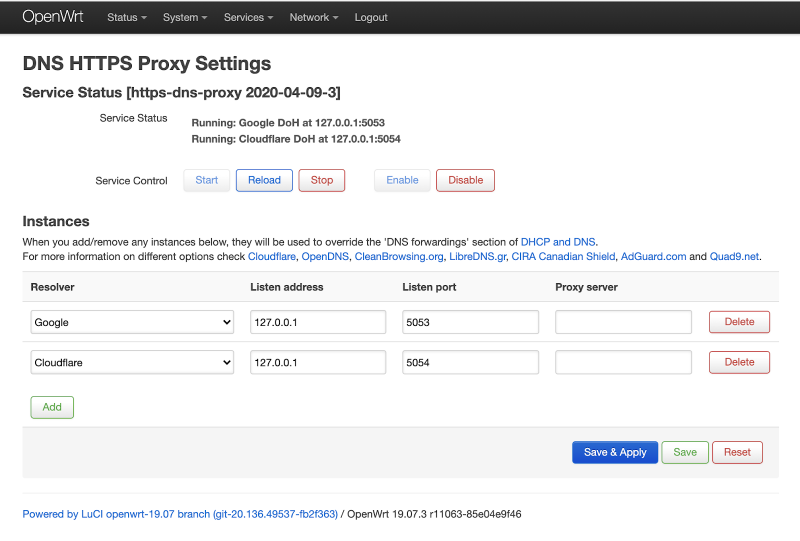 OpenWrt Status System Services Network Logout
DNS HTTPS Proxy Settings
Service Status [https-dns-proxy 2020-04-09-3]
Service Status Running: Google DoH at 127.0.0.1:5053
Running: Cloudflare DoH at 127.0.0.1:5054
Service Control Start Reload Stop Enable Disable
Instances
When you add/remove any instances below, they will be used to override the 'DNS forwardings' section of DHCP and DNS.
For more information on different options check Cloudflare, OpenDNS, CleanBrowsing.org, LibreDNS.gr, CIRA Canadian Shield, AdGuard.com and Quad9.net.
Resolver Listen address Listen port Proxy server
Google 127.0.0.1 5053 Delete
Cloudflare 127.0.0.1 5054 Delete
Add
Save & Apply Save Reset
Powered by LuCI openwrt-19.07 branch (git-20.136.49537-fb2f363) / OpenWrt 19.07.3 r11063-85e04e9f46